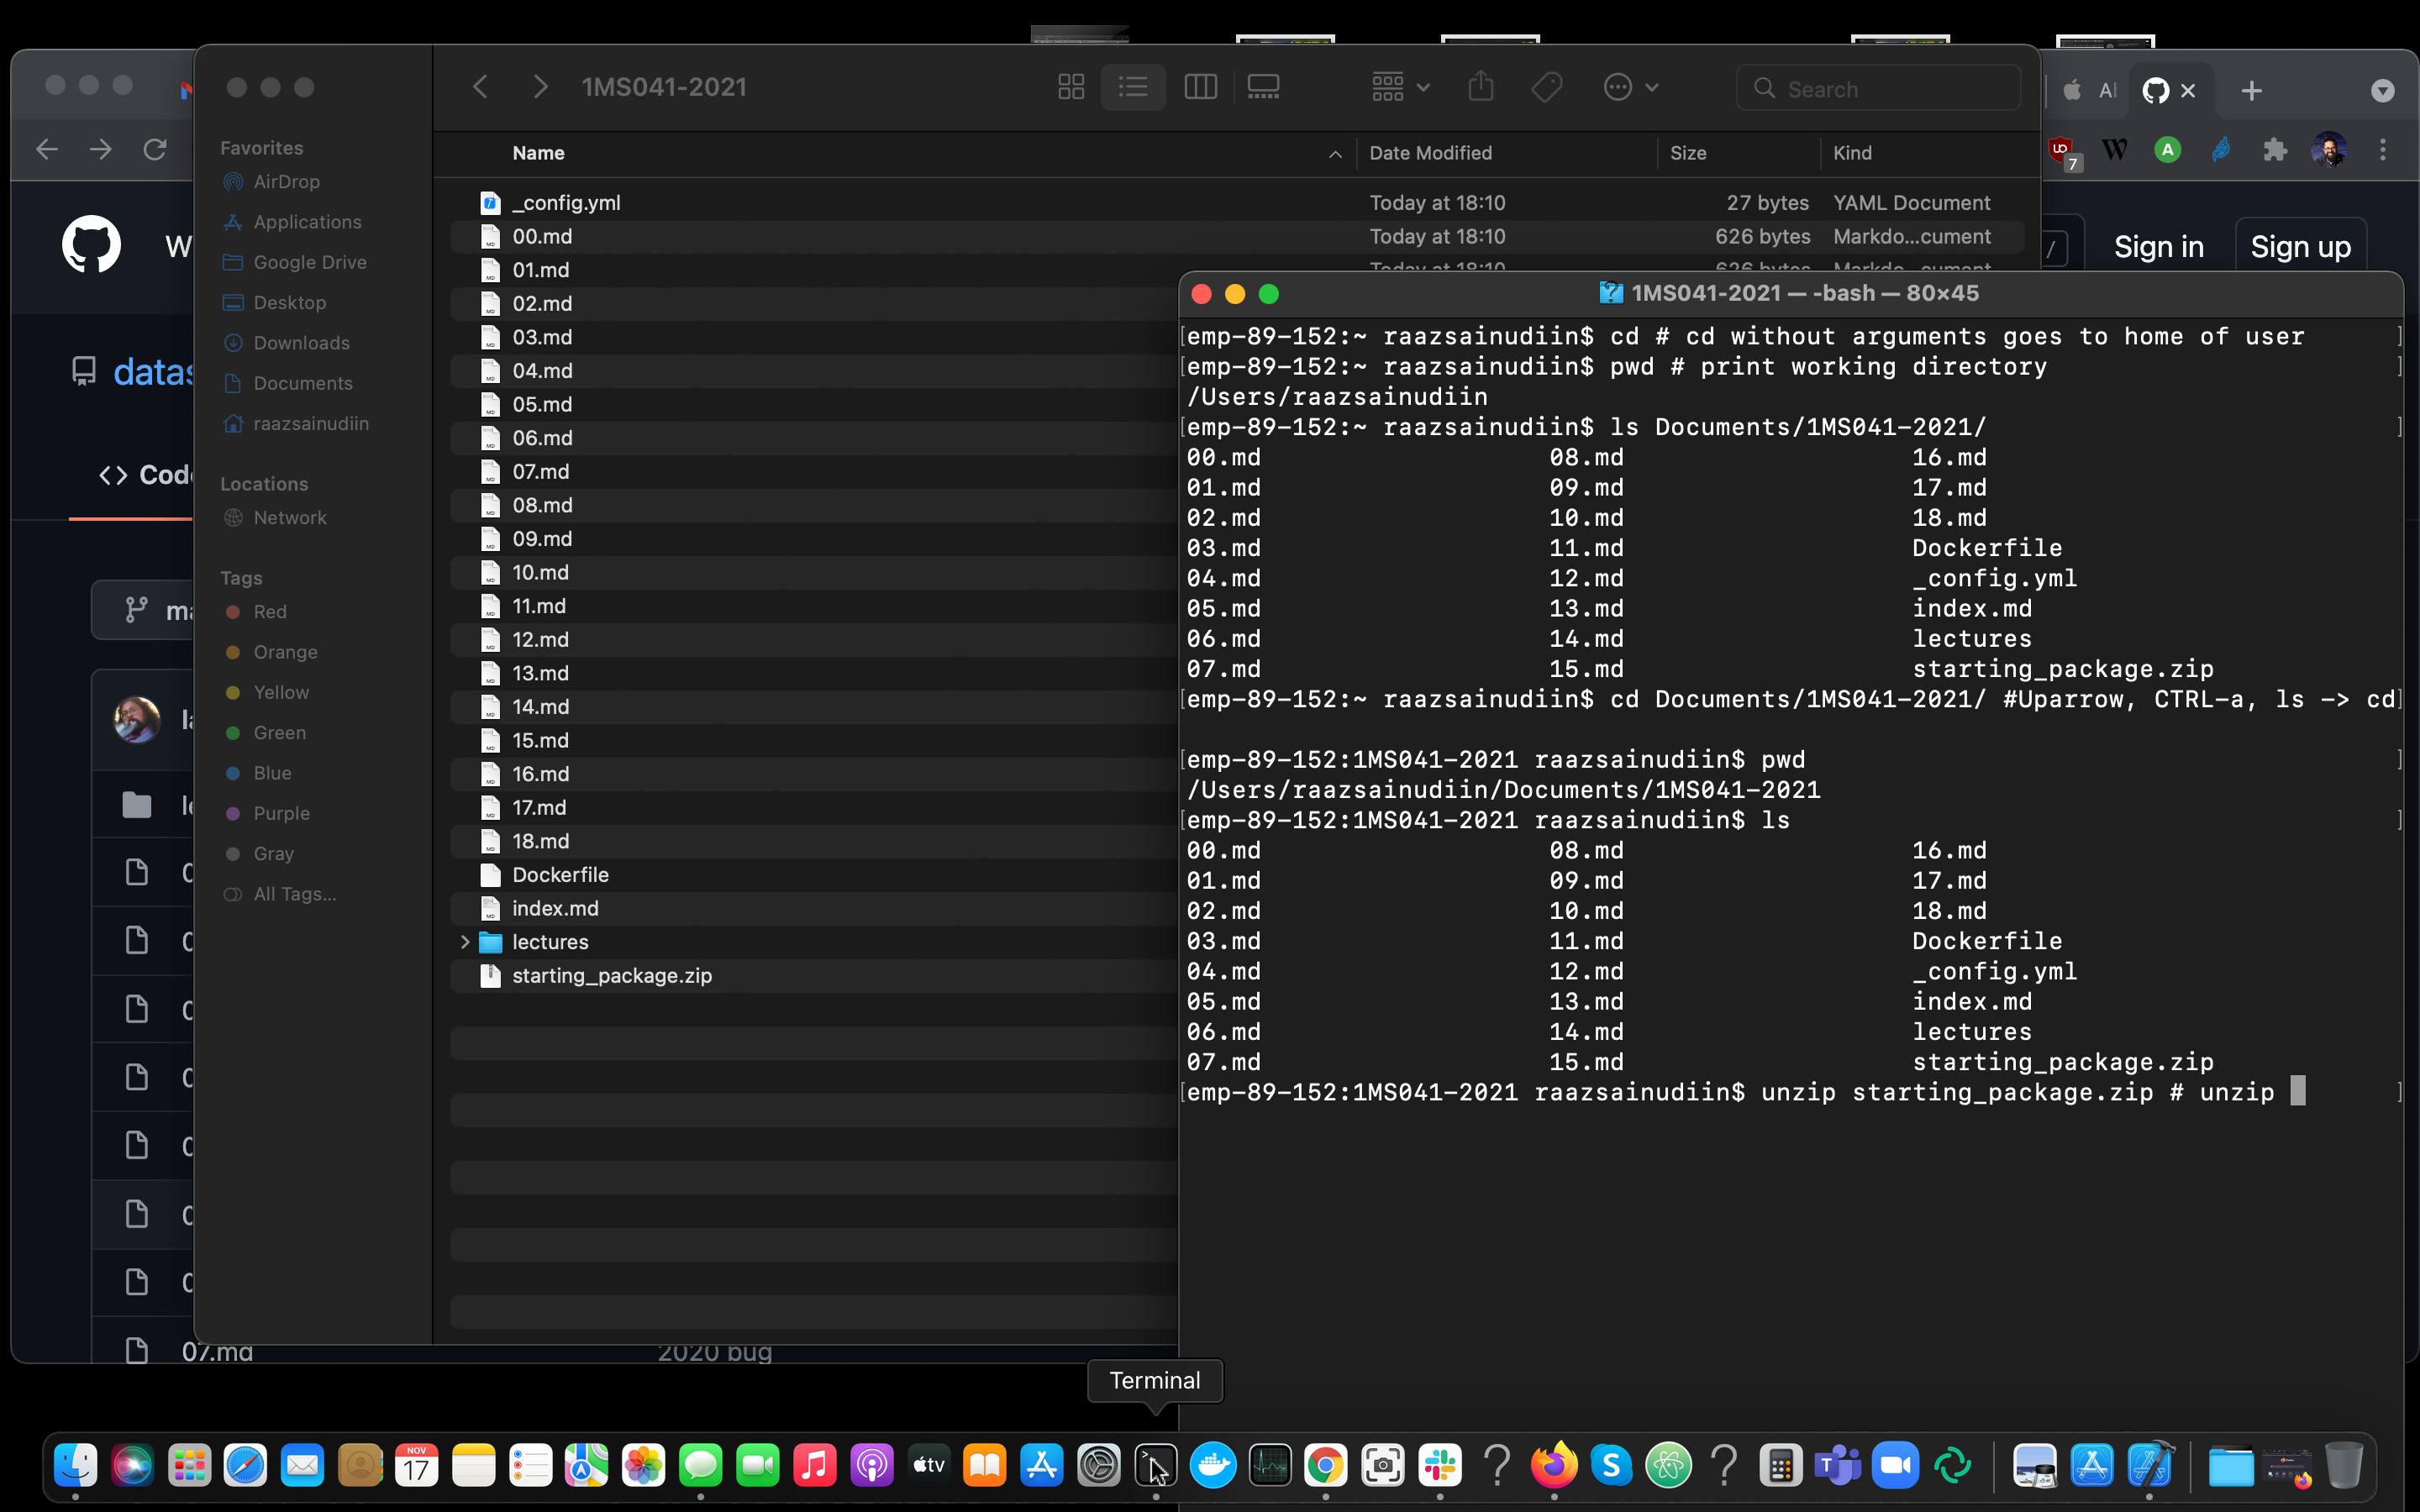 1MS041-2021
Search
Al
7
Favorites
AirDrop
Applications
Google Drive
Desktop
Downloads
Documents
raazsainudiin
Locations
Network
Tags
Red
Orange
Yellow
Green
Blue
Purple
Gray
All Tags...
Name Date Modified Size Kind
_config.yml Today at 18:10 27 bytes YAML Document
00.md Today at 18:10 626 bytes Markdo...cument
01.md Today at 18:10 626 bytes Markdo...cument
02.md
03.md
04.md
05.md
06.md
07.md
08.md
09.md
10.md
11.md
12.md
13.md
14.md
15.md
16.md
17.md
18.md
Dockerfile
index.md
lectures
starting_package.zip
W
/ Sign in Sign up
datas
<> Code
ma
07.md 2020 bug
1MS041-2021 — -bash — 80×45
[emp-89-152:~ raazsainudiin$ cd # cd without arguments goes to home of user ]
[emp-89-152:~ raazsainudiin$ pwd # print working directory ]
/Users/raazsainudiin
[emp-89-152:~ raazsainudiin$ ls Documents/1MS041-2021/ ]
00.md 08.md 16.md
01.md 09.md 17.md
02.md 10.md 18.md
03.md 11.md Dockerfile
04.md 12.md _config.yml
05.md 13.md index.md
06.md 14.md lectures
07.md 15.md starting_package.zip
[emp-89-152:~ raazsainudiin$ cd Documents/1MS041-2021/ #Uparrow, CTRL-a, ls -> cd]
[emp-89-152:1MS041-2021 raazsainudiin$ pwd ]
/Users/raazsainudiin/Documents/1MS041-2021
[emp-89-152:1MS041-2021 raazsainudiin$ ls ]
00.md 08.md 16.md
01.md 09.md 17.md
02.md 10.md 18.md
03.md 11.md Dockerfile
04.md 12.md _config.yml
05.md 13.md index.md
06.md 14.md lectures
07.md 15.md starting_package.zip
[emp-89-152:1MS041-2021 raazsainudiin$ unzip starting_package.zip # unzip ]
Terminal
NOV
17
tv